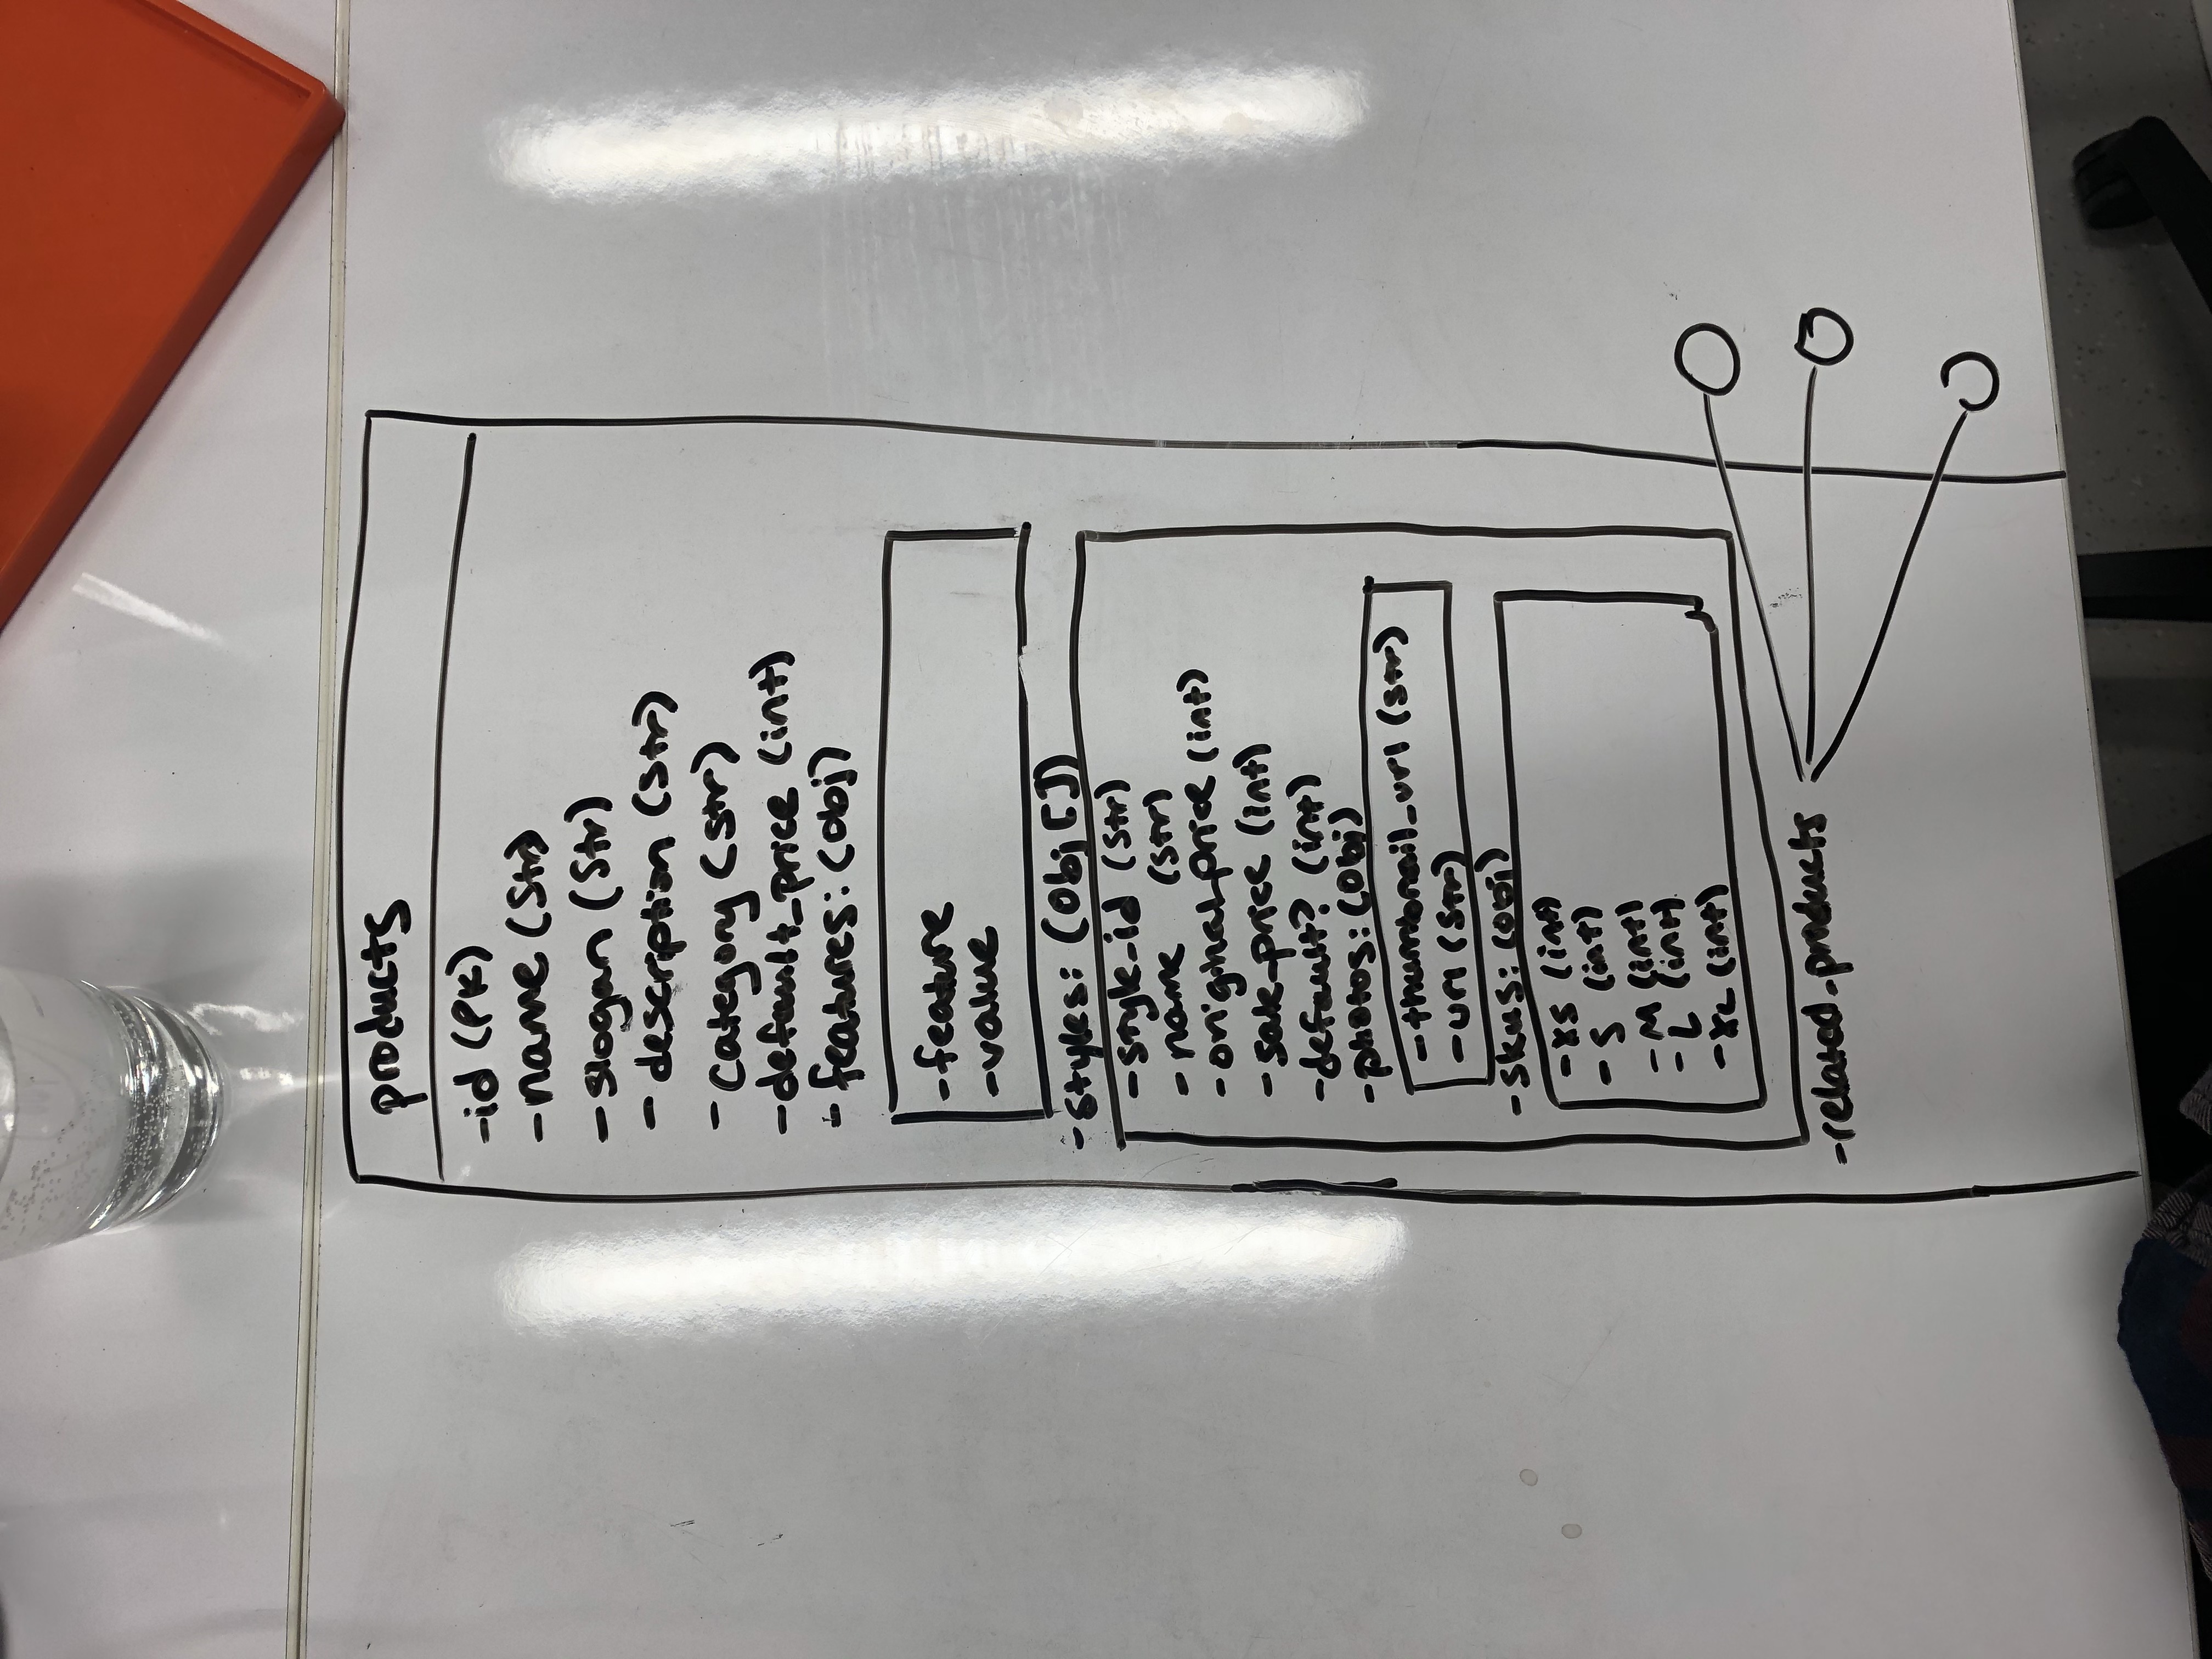 products
-id (PK)
-name (Str)
-slogan (Str)
- description (Str)
- Category (str)
-default_price (int)
- features: (Obj)
-feature
-value
-styles: (Obj[])
-style_id (Str)
- name (str)
-original_price (int)
- sale_price (int)
-default? (int)
-photos: (Obj)
-thumbnail_url (str)
-url (Str)
-skus: (obj)
-XS (int)
- S (int)
-M (int)
- L (int)
-XL (int)
-related_products